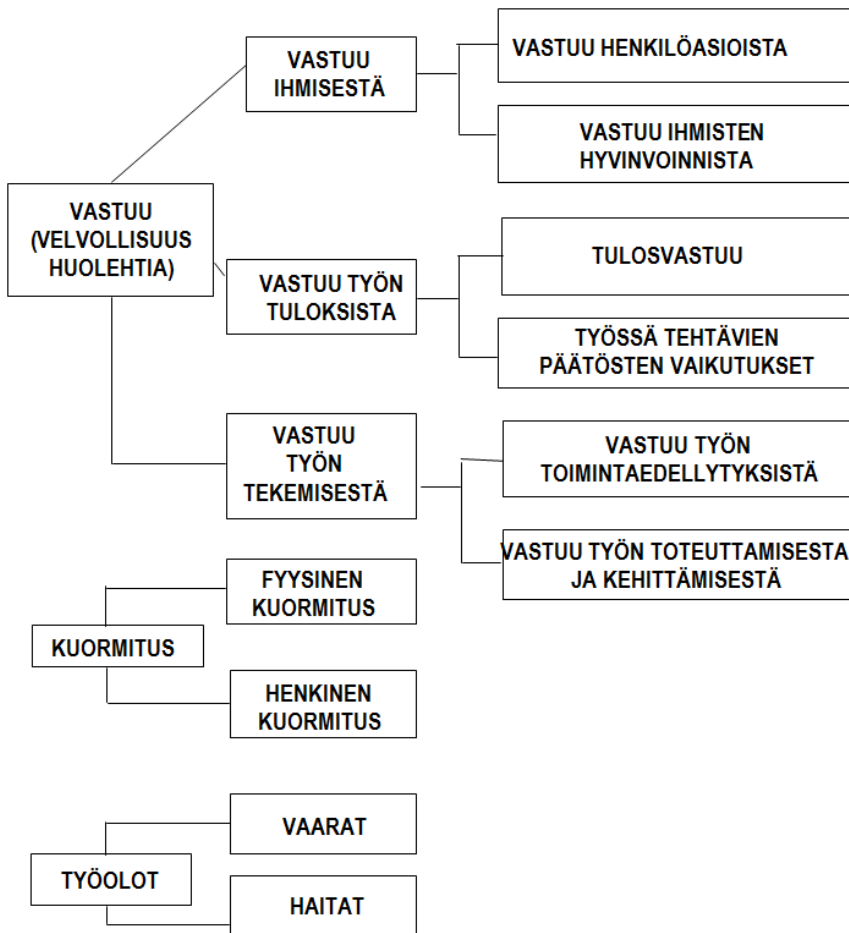 VASTUU
IHMISESTÄ
VASTUU HENKILÖASIOISTA
VASTUU IHMISTEN
HYVINVOINNISTA
VASTUU
(VELVOLLISUUS
HUOLEHTIA)
VASTUU TYÖN
TULOKSISTA
TULOSVASTUU
TYÖSSÄ TEHTÄVIEN
PÄÄTÖSTEN VAIKUTUKSET
VASTUU
TYÖN
TEKEMISESTÄ
VASTUU TYÖN
TOIMINTAEDELLYTYKSISTÄ
VASTUU TYÖN TOTEUTTAMISESTA
JA KEHITTÄMISESTÄ
KUORMITUS
FYYSINEN
KUORMITUS
HENKINEN
KUORMITUS
TYÖOLOT
VAARAT
HAITAT